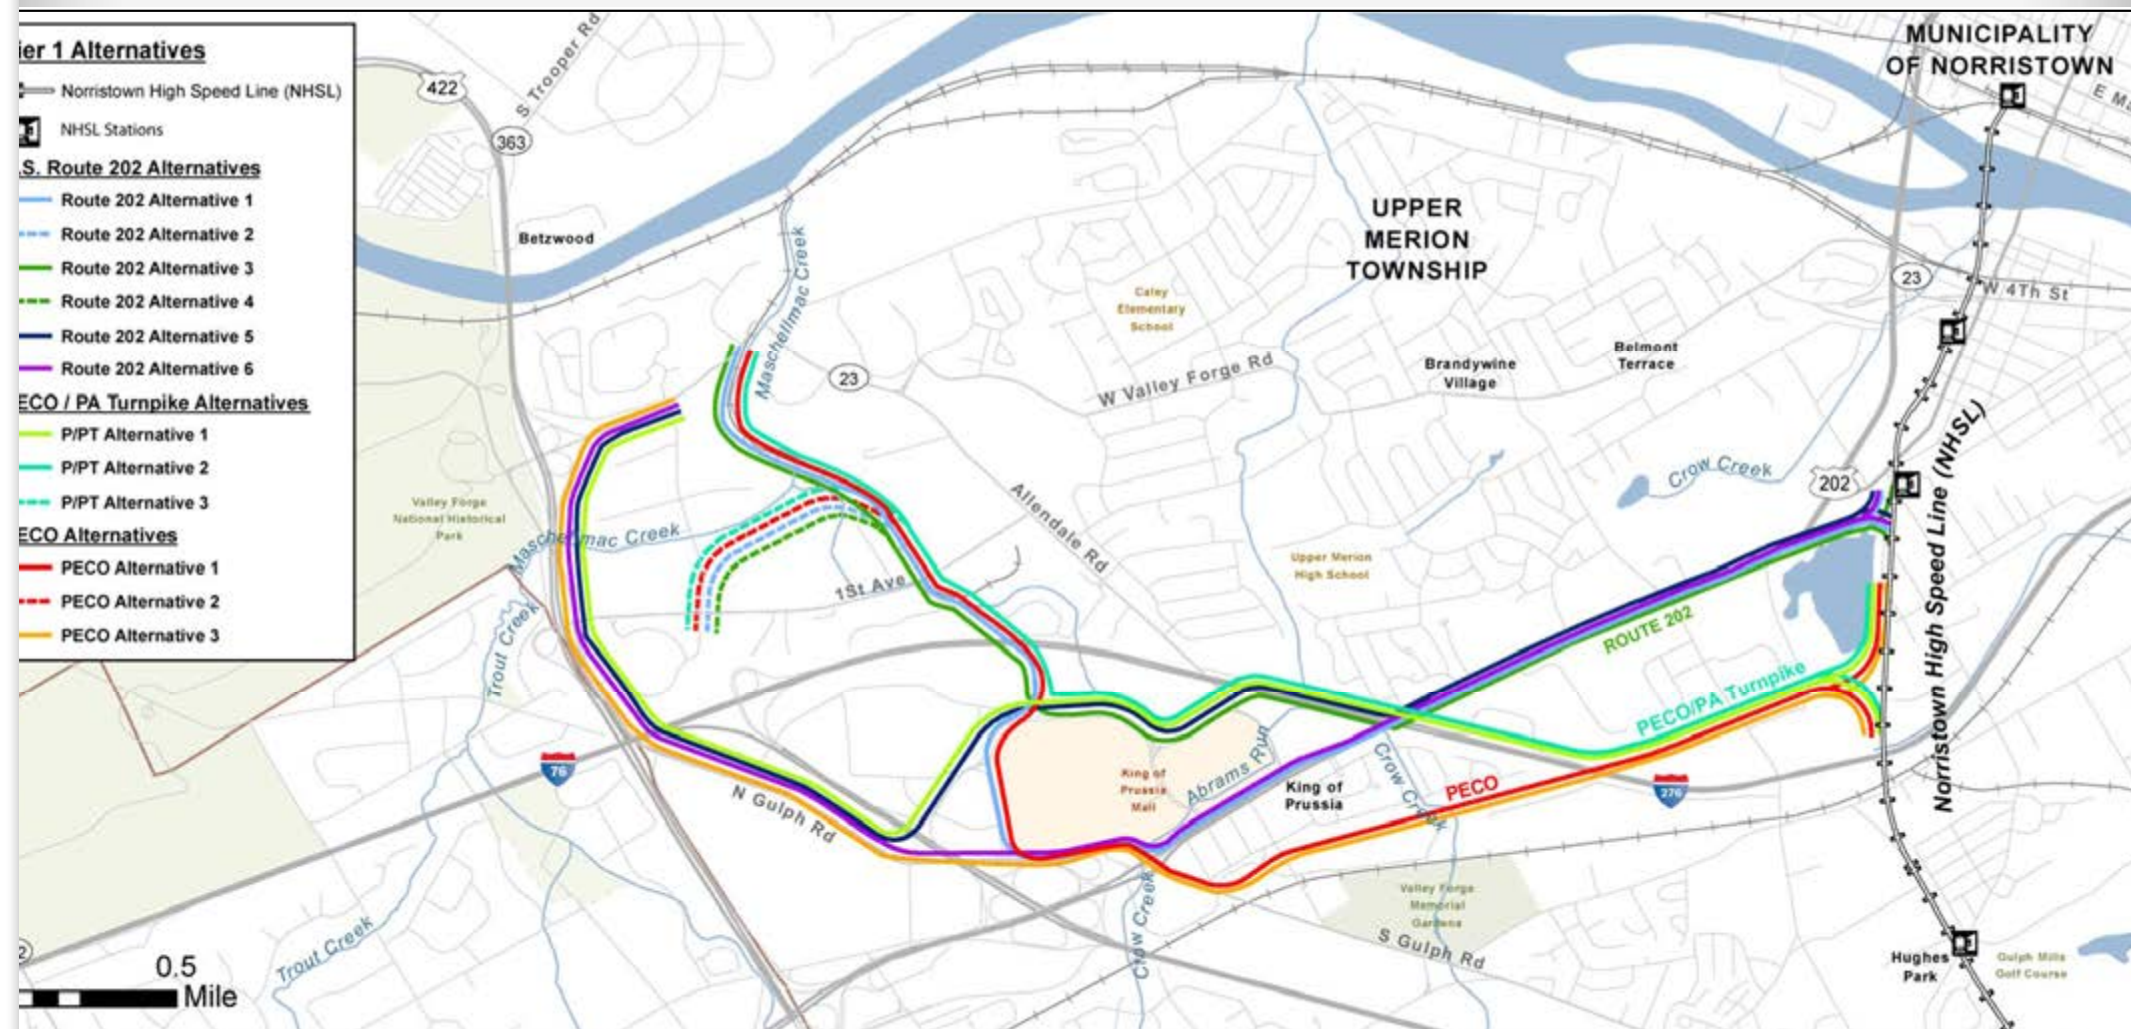 ier 1 Alternatives
Norristown High Speed Line (NHSL)
NHSL Stations
.S. Route 202 Alternatives
Route 202 Alternative 1
Route 202 Alternative 2
Route 202 Alternative 3
Route 202 Alternative 4
Route 202 Alternative 5
Route 202 Alternative 6
ECO / PA Turnpike Alternatives
P/PT Alternative 1
P/PT Alternative 2
P/PT Alternative 3
ECO Alternatives
PECO Alternative 1
PECO Alternative 2
PECO Alternative 3
422
363
S Trooper Rd
Betzwood
Maschellmac Creek
23
MUNICIPALITY
OF NORRISTOWN
E Ma
UPPER
MERION
TOWNSHIP
Caley
Elementary
School
W Valley Forge Rd
Brandywine
Village
Belmont
Terrace
23
W 4Th St
Crow Creek
202
Norristown High Speed Line (NHSL)
Valley Forge
National Historical
Park
Maschellmac Creek
Allendale Rd
Upper Merion
High School
1St Ave
Trout Creek
ROUTE 202
PECO/PA Turnpike
76
N Gulph Rd
King of
Prussia
Mall
Abrams Run
King of
Prussia
Crow Creek
PECO
276
Valley Forge
Memorial
Gardens
S Gulph Rd
Crow Creek
Trout Creek
Hughes
Park
Gulph Mills
Golf Course
2
0.5
Mile